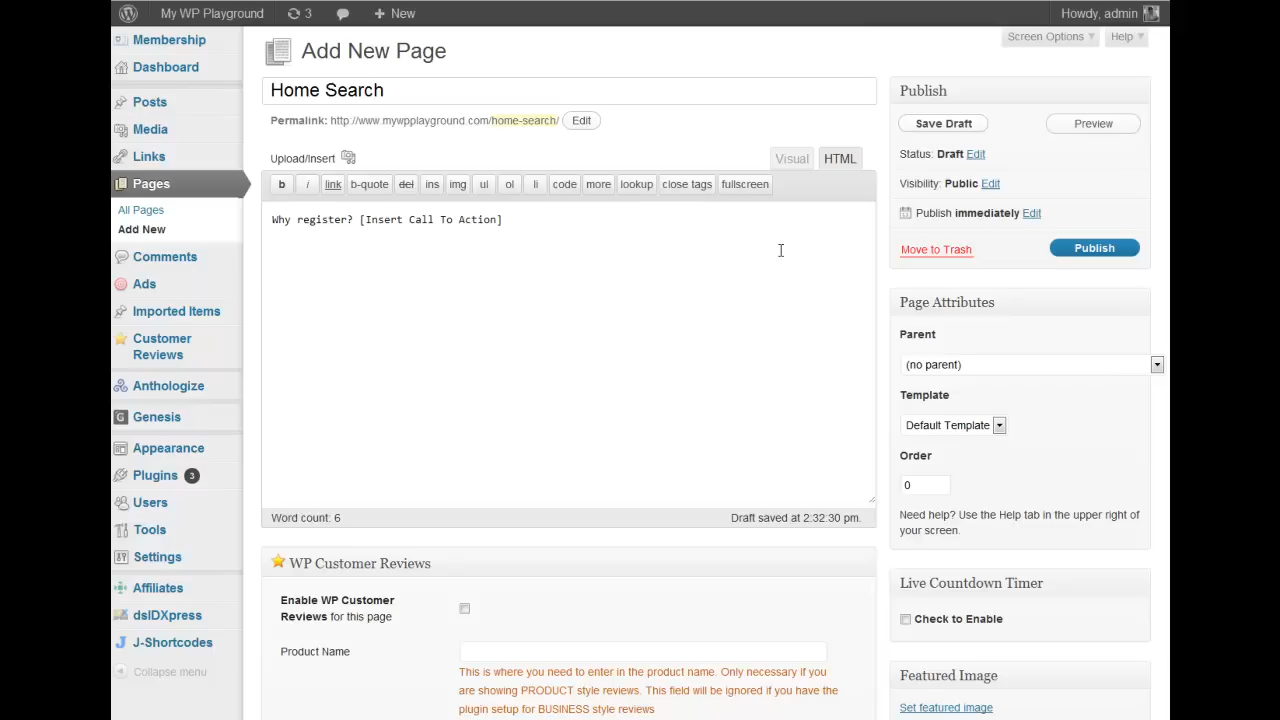 My WP Playground 3 + New Howdy, admin
Membership
Dashboard
Posts
Media
Links
Pages
All Pages
Add New
Comments
Ads
Imported Items
Customer
Reviews
Anthologize
Genesis
Appearance
Plugins 3
Users
Tools
Settings
Affiliates
dsIDXpress
J-Shortcodes
Collapse menu
Screen Options Help
Add New Page
Home Search
Permalink: http://www.mywpplayground.com/home-search/ Edit
Upload/Insert Visual HTML
b i link b-quote del ins img ul ol li code more lookup close tags fullscreen
Why register? [Insert Call To Action]
Word count: 6 Draft saved at 2:32:30 pm.
WP Customer Reviews
Enable WP Customer
Reviews for this page
Product Name
This is where you need to enter in the product name. Only necessary if you
are showing PRODUCT style reviews. This field will be ignored if you have the
plugin setup for BUSINESS style reviews
Publish
Save Draft Preview
Status: Draft Edit
Visibility: Public Edit
Publish immediately Edit
Move to Trash Publish
Page Attributes
Parent
(no parent)
Template
Default Template
Order
0
Need help? Use the Help tab in the upper right of
your screen.
Live Countdown Timer
Check to Enable
Featured Image
Set featured image